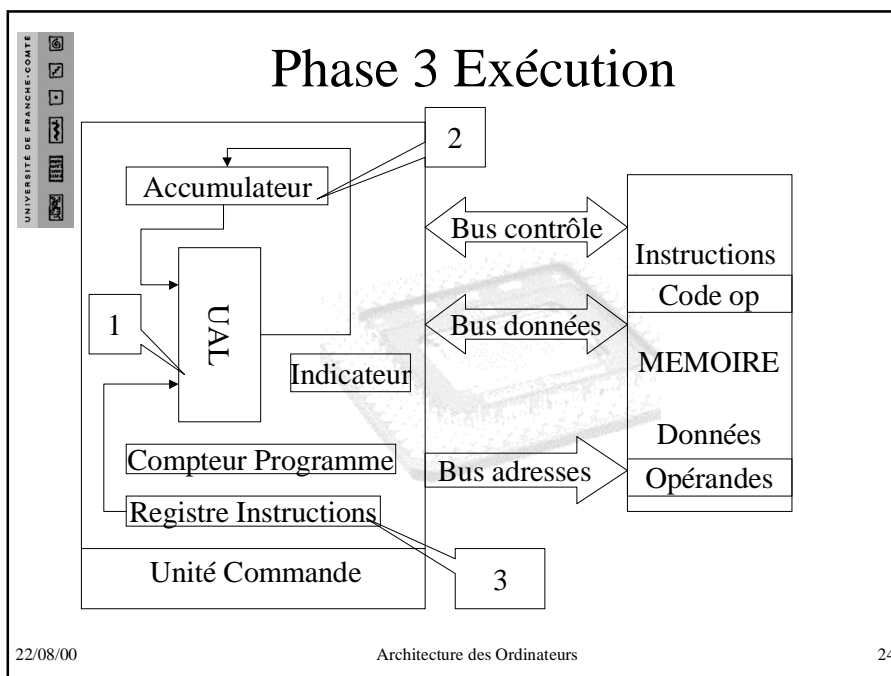 UNIVERSITÉ DE FRANCHE-COMTÉ
Phase 3 Exécution
2
Accumulateur
Bus contrôle
Instructions
Code op
1
UAL
Bus données
Indicateur
MEMOIRE
Données
Compteur Programme
Bus adresses
Opérandes
Registre Instructions
Unité Commande
3
22/08/00
Architecture des Ordinateurs
24